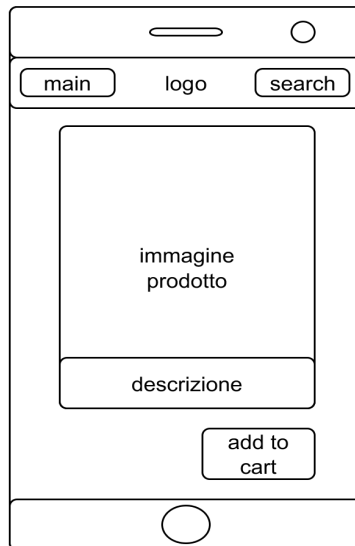 main
logo
search
immagine
prodotto
descrizione
add to
cart